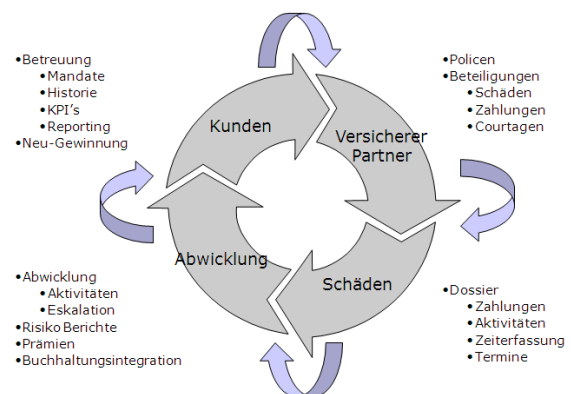 •Betreuung
•Mandate
•Historie
•KPI's
•Reporting
•Neu-Gewinnung
•Policen
•Beteiligungen
•Schäden
•Zahlungen
•Courtagen
Kunden
Versicherer
Partner
Abwicklung
Schäden
•Abwicklung
•Aktivitäten
•Eskalation
•Risiko Berichte
•Prämien
•Buchhaltungsintegration
•Dossier
•Zahlungen
•Aktivitäten
•Zeiterfassung
•Termine